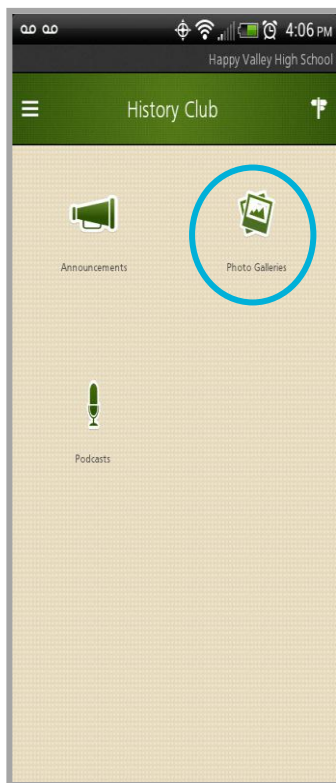 4:06 PM
Happy Valley High School
History Club
Announcements
Photo Galleries
Podcasts